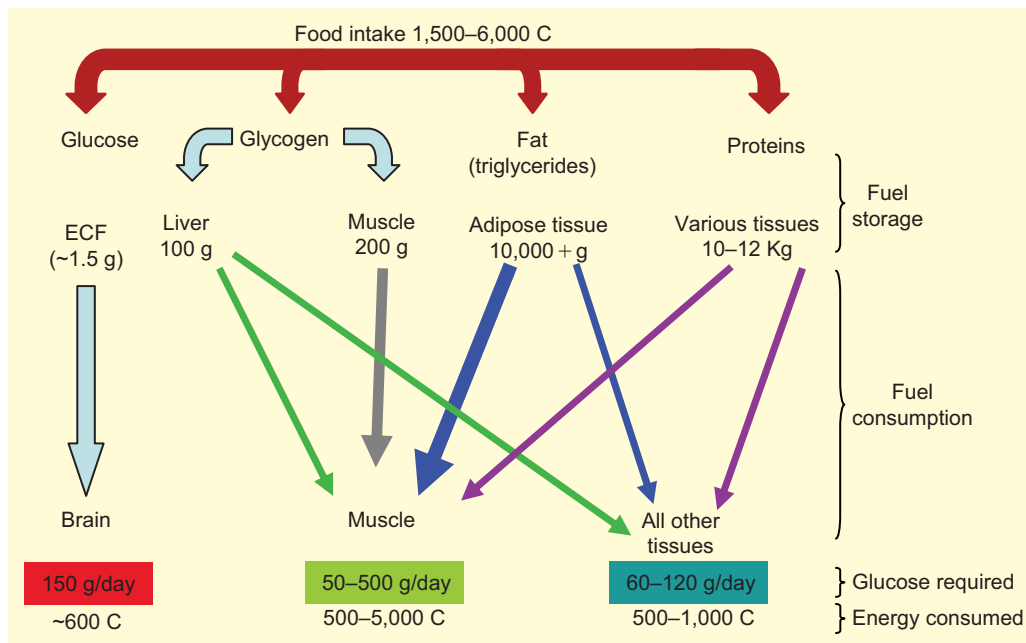 Food intake 1,500–6,000 C
Glucose
Glycogen
Fat
(triglycerides)
Proteins
Fuel
storage
ECF
(~1.5 g)
Liver
100 g
Muscle
200 g
Adipose tissue
10,000+g
Various tissues
10–12 Kg
Fuel
consumption
Brain
Muscle
All other
tissues
150 g/day
50–500 g/day
60–120 g/day
Glucose required
~600 C
500–5,000 C
500–1,000 C
Energy consumed